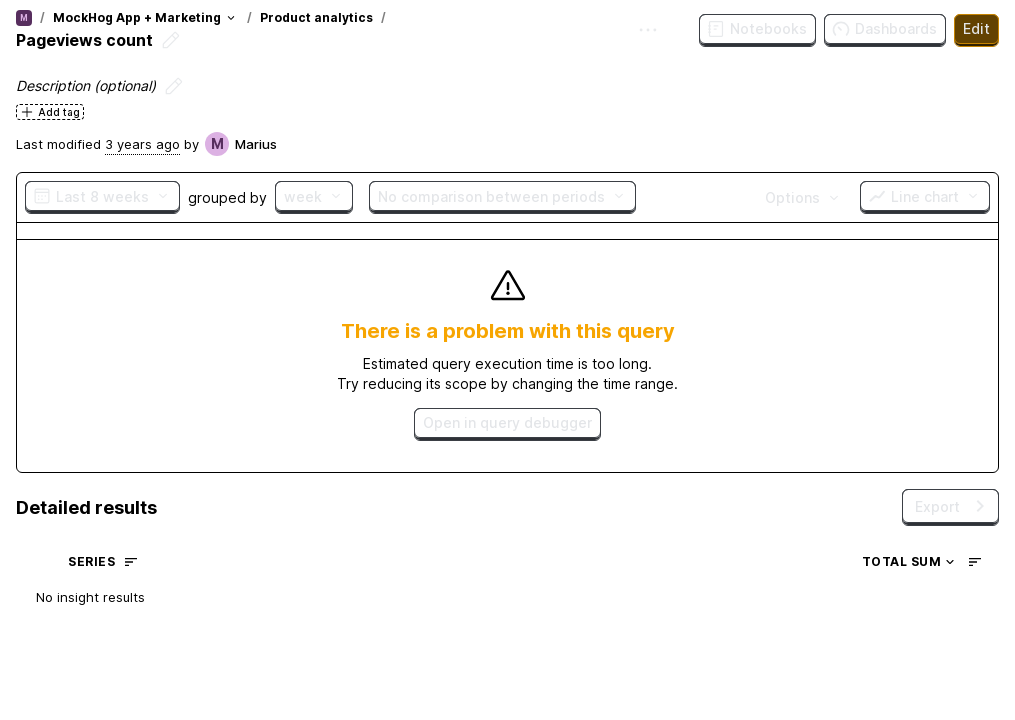 M / MockHog App + Marketing / Product analytics /
Pageviews count
Notebooks Dashboards Edit
Description (optional)
Add tag
Last modified 3 years ago by M Marius
Last 8 weeks grouped by week No comparison between periods Options Line chart
There is a problem with this query
Estimated query execution time is too long.
Try reducing its scope by changing the time range.
Open in query debugger
Detailed results Export
SERIES TOTAL SUM
No insight results